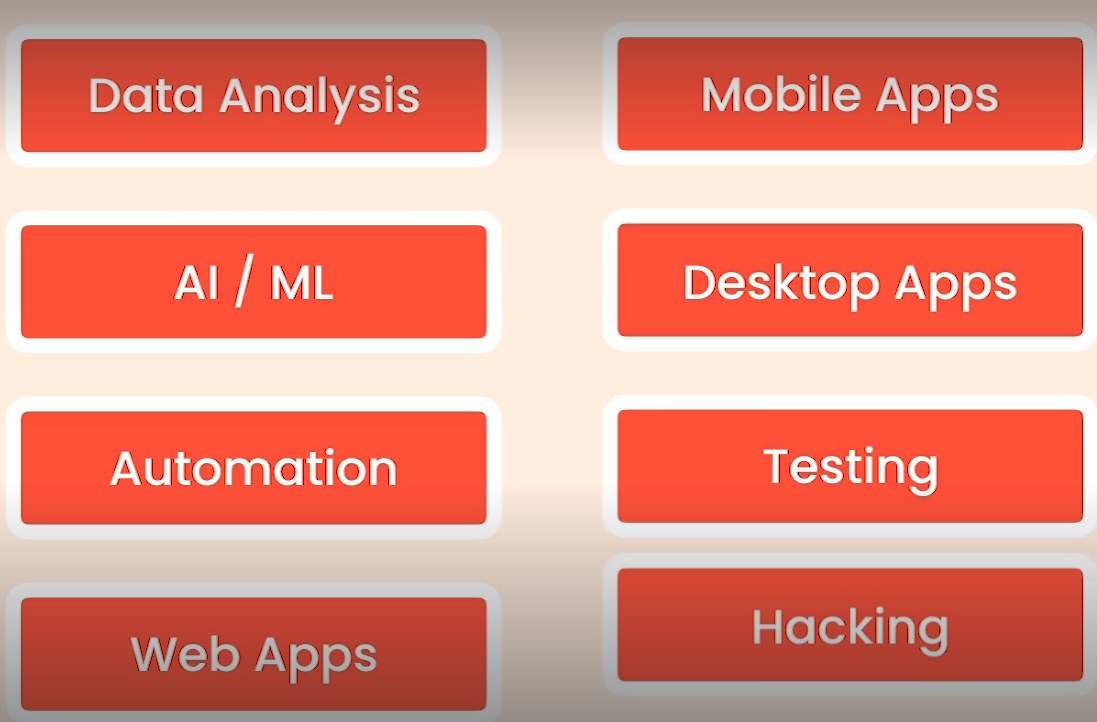 Data Analysis
Mobile Apps
AI / ML
Desktop Apps
Automation
Testing
Web Apps
Hacking